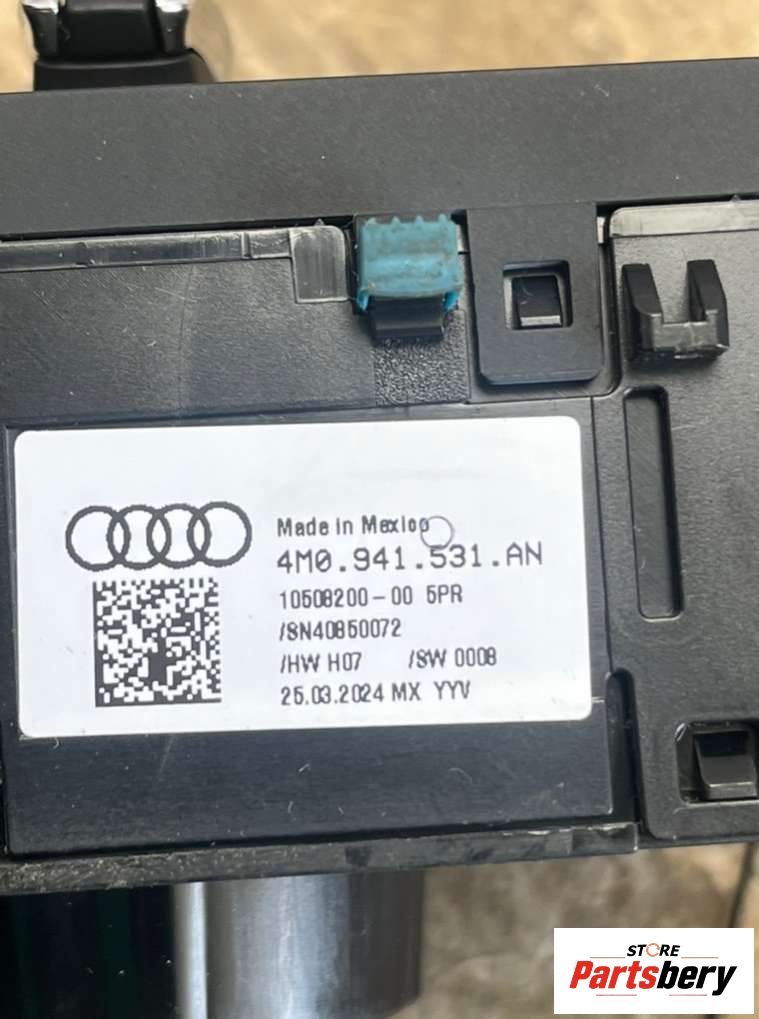 Made in Mexico
4M0.941.531.AN
10508200-00 5PR
/SN40850072
/HW H07 /SW 0008
25.03.2024 MX YYV
STORE
Partsbery